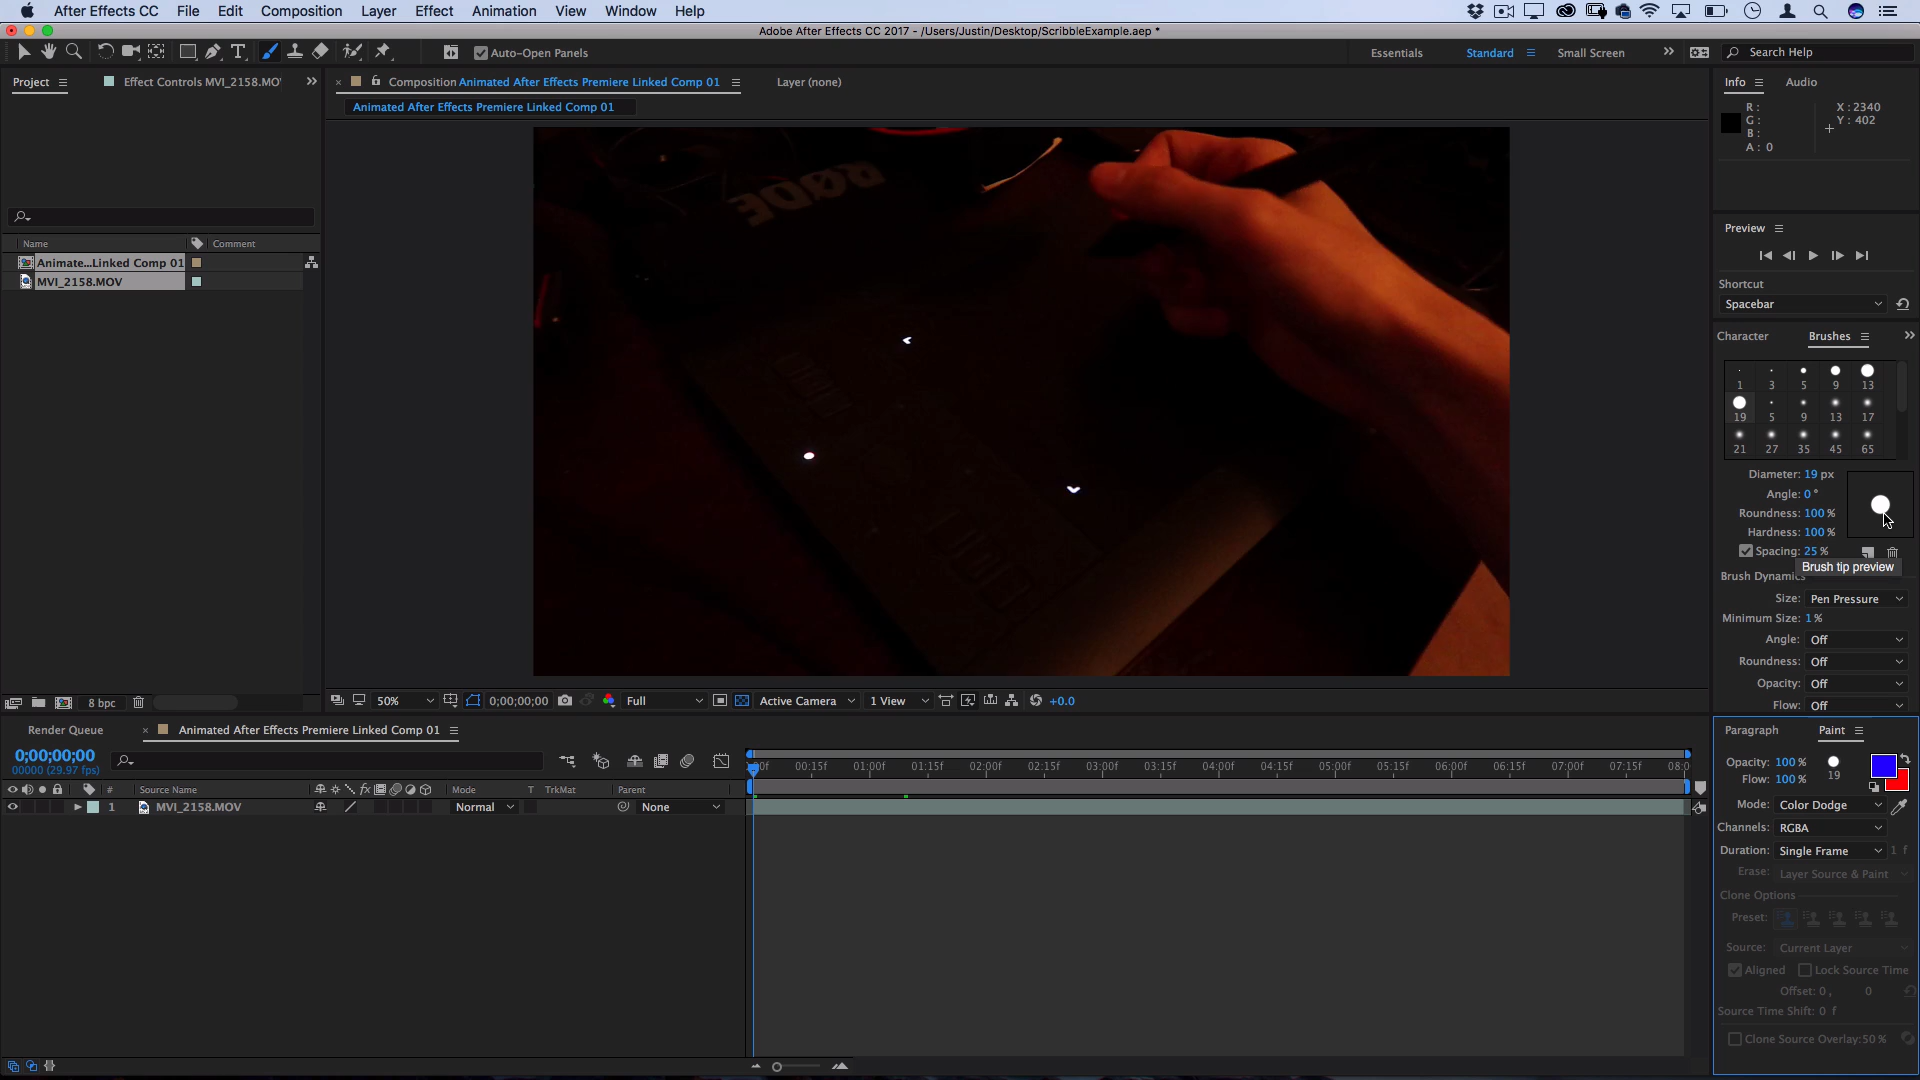 After Effects CC File Edit Composition Layer Effect Animation View Window Help
Adobe After Effects CC 2017 - /Users/Justin/Desktop/ScribbleExample.aep *
Auto-Open Panels Essentials Standard Small Screen Search Help
Project Effect Controls MVI_2158.MO Composition Animated After Effects Premiere Linked Comp 01 Layer (none) Info Audio
Animated After Effects Premiere Linked Comp 01
R: X: 2340
G: Y: 402
B:
A: 0
RØDE
Preview
Name Comment
Animate...Linked Comp 01
MVI_2158.MOV
Shortcut
Spacebar
Character Brushes
1 3 5 9 13
19 5 9 13 17
21 27 35 45 65
Diameter: 19 px
Angle: 0 °
Roundness: 100 %
Hardness: 100 %
Spacing: 25 %
Brush tip preview
Brush Dynamics
Size: Pen Pressure
Minimum Size: 1 %
Angle: Off
Roundness: Off
Opacity: Off
Flow: Off
8 bpc 50% 0;00;00;00 Full Active Camera 1 View +0.0
Render Queue Animated After Effects Premiere Linked Comp 01
0;00;00;00
00000 (29.97 fps)
00f 00:15f 01:00f 01:15f 02:00f 02:15f 03:00f 03:15f 04:00f 04:15f 05:00f 05:15f 06:00f 06:15f 07:00f 07:15f 08:0
# Source Name fx Mode T TrkMat Parent
1 MVI_2158.MOV Normal None
Paragraph Paint
Opacity: 100 %
Flow: 100 % 19
Mode: Color Dodge
Channels: RGBA
Duration: Single Frame 1 f
Erase: Layer Source & Paint
Clone Options
Preset:
Source: Current Layer
Aligned Lock Source Time
Offset: 0 , 0
Source Time Shift: 0 f
Clone Source Overlay: 50 %